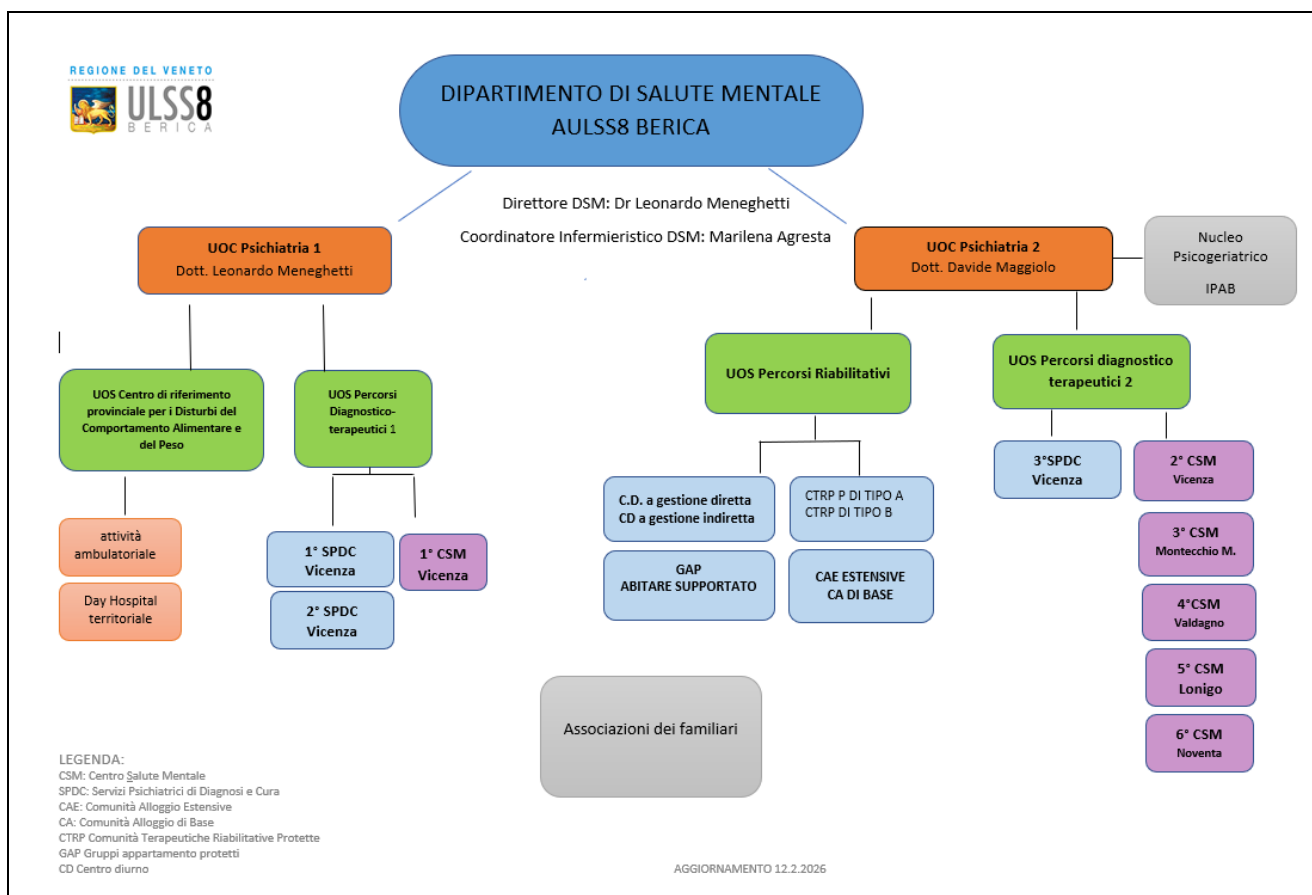 REGIONE DEL VENETO
ULSS8
BERICA
DIPARTIMENTO DI SALUTE MENTALE
AULSS8 BERICA
Direttore DSM: Dr Leonardo Meneghetti
Coordinatore Infermieristico DSM: Marilena Agresta
UOC Psichiatria 1
Dott. Leonardo Meneghetti
UOC Psichiatria 2
Dott. Davide Maggiolo
Nucleo
Psicogeriatrico
IPAB
UOS Centro di riferimento
provinciale per i Disturbi del
Comportamento Alimentare e
del Peso
UOS Percorsi
Diagnostico-
terapeutici 1
UOS Percorsi Riabilitativi
UOS Percorsi diagnostico
terapeutici 2
attività
ambulatoriale
Day Hospital
territoriale
1° SPDC
Vicenza
2° SPDC
Vicenza
1° CSM
Vicenza
C.D. a gestione diretta
CD a gestione indiretta
CTRP P DI TIPO A
CTRP DI TIPO B
GAP
ABITARE SUPPORTATO
CAE ESTENSIVE
CA DI BASE
3°SPDC
Vicenza
2° CSM
Vicenza
3° CSM
Montecchio M.
4°CSM
Valdagno
5° CSM
Lonigo
6° CSM
Noventa
Associazioni dei familiari
LEGENDA:
CSM: Centro Salute Mentale
SPDC: Servizi Psichiatrici di Diagnosi e Cura
CAE: Comunità Alloggio Estensive
CA: Comunità Alloggio di Base
CTRP Comunità Terapeutiche Riabilitative Protette
GAP Gruppi appartamento protetti
CD Centro diurno
AGGIORNAMENTO 12.2.2026